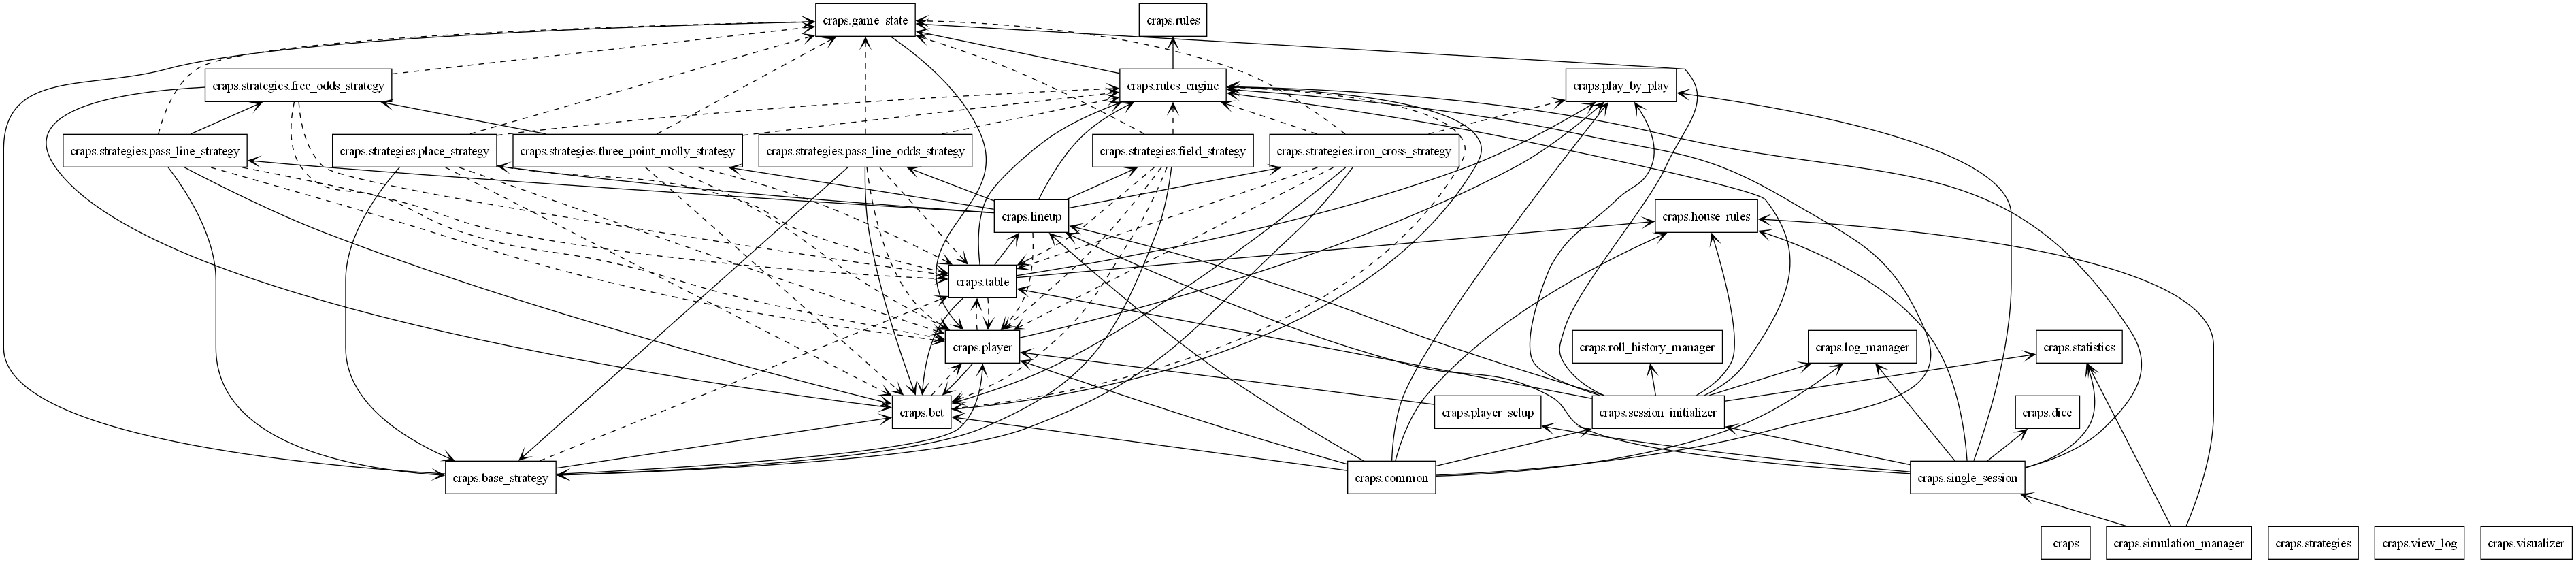 craps.game_state
craps.rules
craps.strategies.free_odds_strategy
craps.rules_engine
craps.play_by_play
craps.strategies.pass_line_strategy
craps.strategies.place_strategy
craps.strategies.three_point_molly_strategy
craps.strategies.pass_line_odds_strategy
craps.strategies.field_strategy
craps.strategies.iron_cross_strategy
craps.lineup
craps.house_rules
craps.table
craps.player
craps.roll_history_manager
craps.log_manager
craps.statistics
craps.bet
craps.player_setup
craps.session_initializer
craps.dice
craps.base_strategy
craps.common
craps.single_session
craps
craps.simulation_manager
craps.strategies
craps.view_log
craps.visualizer